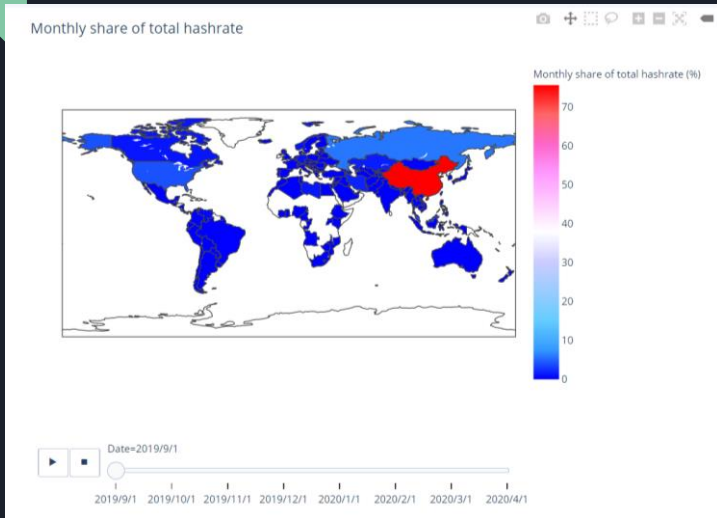 Monthly share of total hashrate
Monthly share of total hashrate (%)
70
60
50
40
30
20
10
0
Date=2019/9/1
2019/9/1 2019/10/1 2019/11/1 2019/12/1 2020/1/1 2020/2/1 2020/3/1 2020/4/1